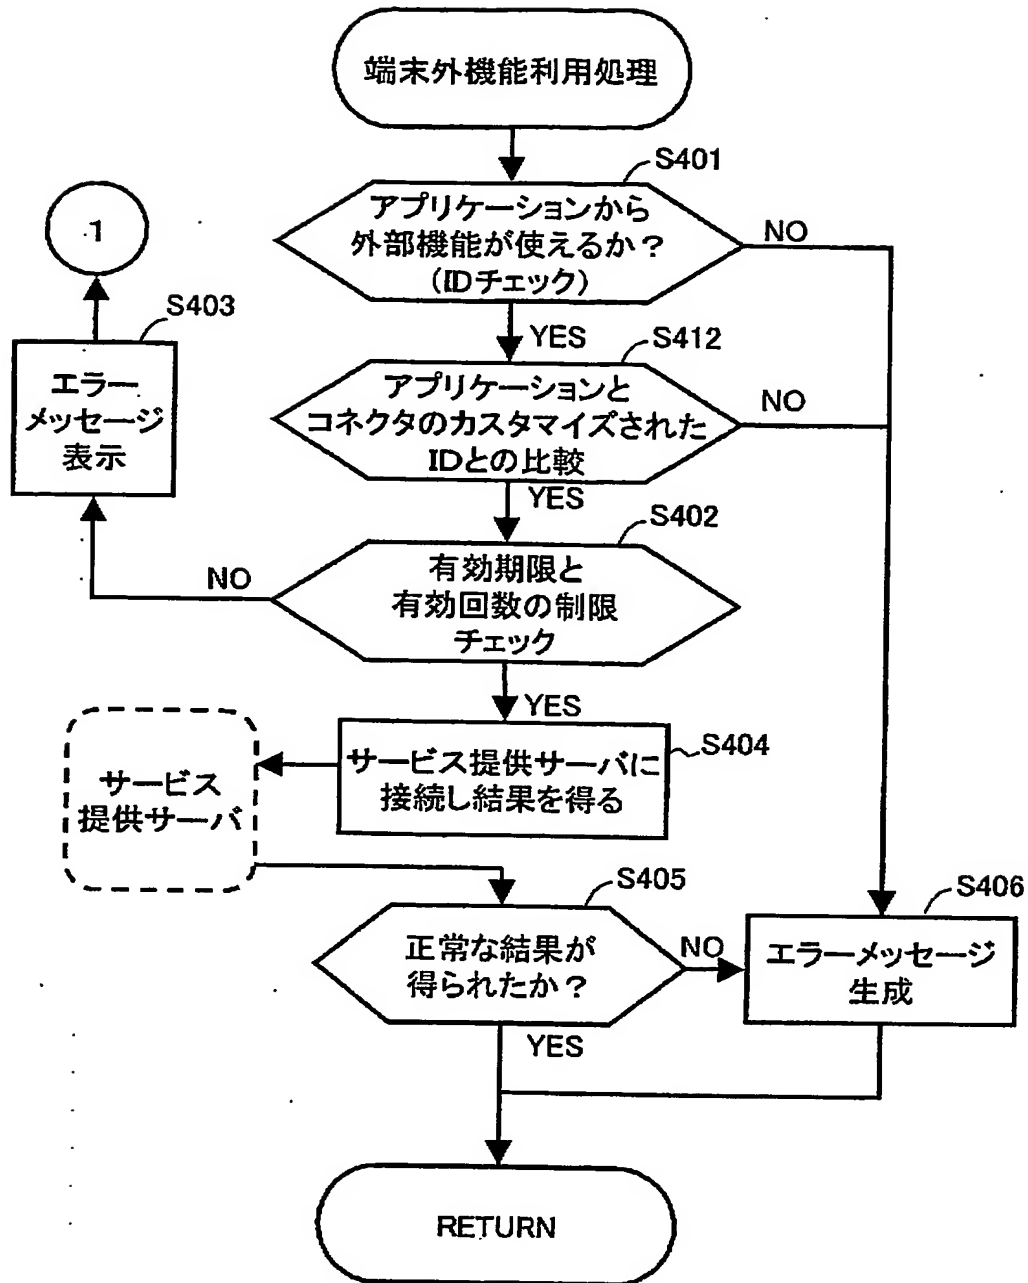 端末外機能利用処理
S401
アプリケーションから
外部機能が使えるか？
(IDチェック)
NO
YES
1
S403
エラー
メッセージ
表示
S412
アプリケーションと
コネクタのカスタマイズされた
IDとの比較
NO
YES
S402
有効期限と
有効回数の制限
チェック
NO
YES
S404
サービス提供サーバに
接続し結果を得る
サービス
提供サーバ
S405
正常な結果が
得られたか？
NO
YES
S406
エラーメッセージ
生成
RETURN